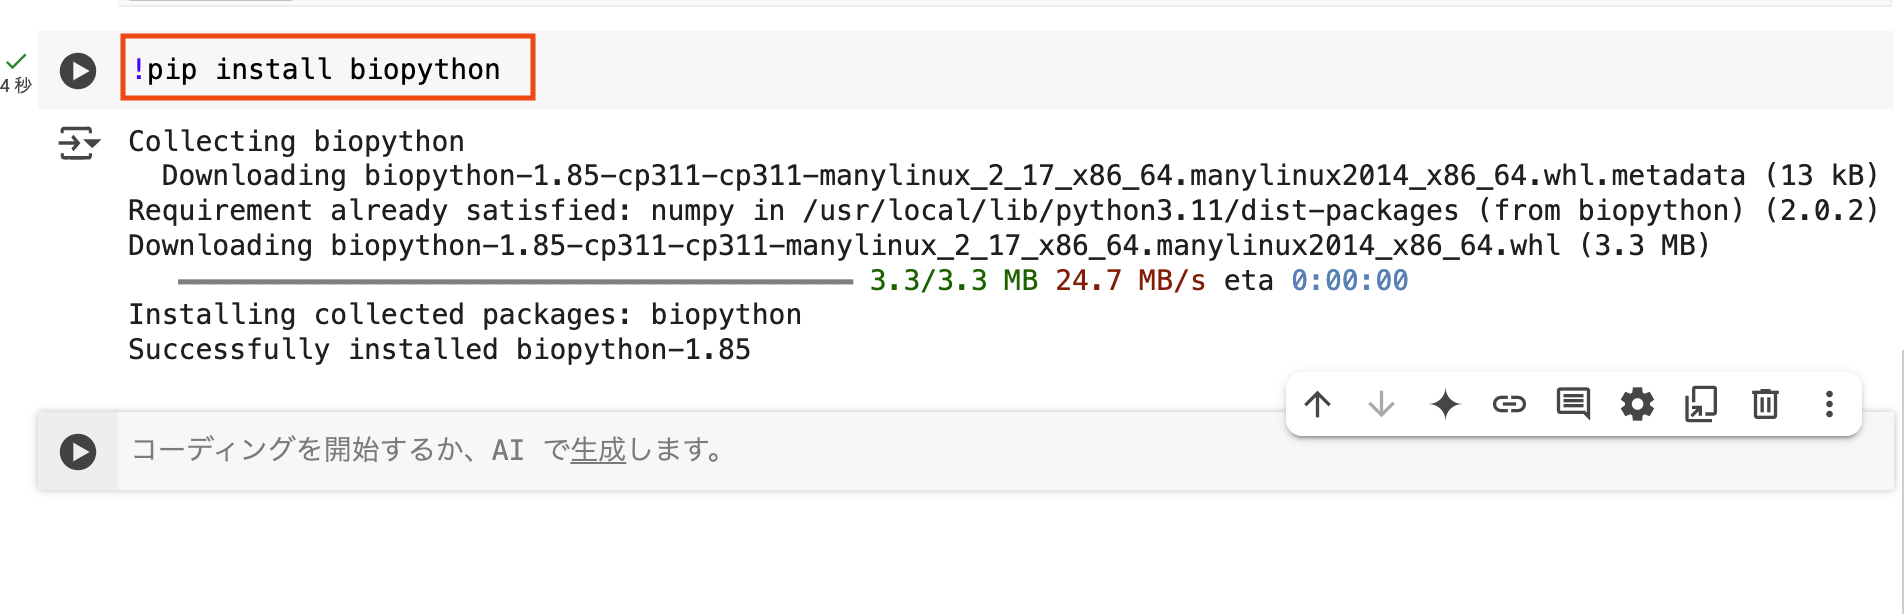 !pip install biopython
4 秒
Collecting biopython
Downloading biopython-1.85-cp311-cp311-manylinux_2_17_x86_64.manylinux2014_x86_64.whl.metadata (13 kB)
Requirement already satisfied: numpy in /usr/local/lib/python3.11/dist-packages (from biopython) (2.0.2)
Downloading biopython-1.85-cp311-cp311-manylinux_2_17_x86_64.manylinux2014_x86_64.whl (3.3 MB)
3.3/3.3 MB 24.7 MB/s eta 0:00:00
Installing collected packages: biopython
Successfully installed biopython-1.85
コーディングを開始するか、AI で生成します。